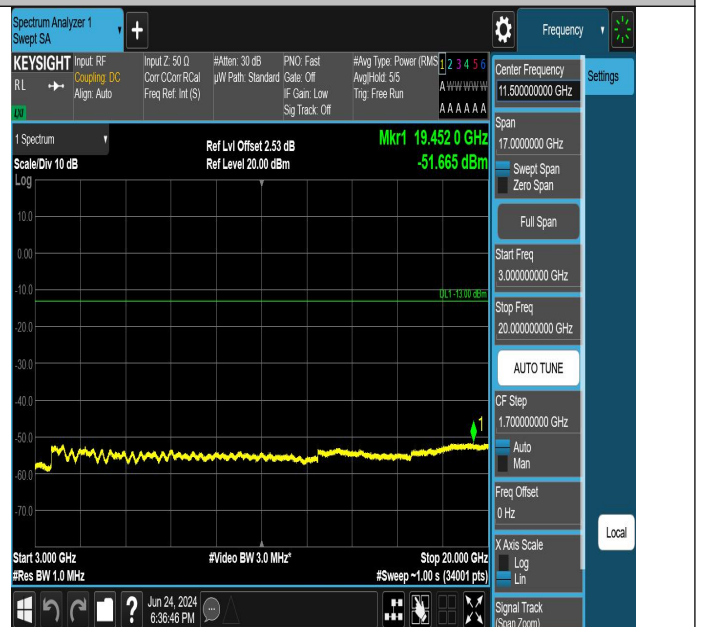 Spectrum Analyzer 1
Swept SA
+
Frequency
KEYSIGHT
RL
LXI
Input: RF
Coupling: DC
Align: Auto
Input Z: 50 Ω
Corr CCorr RCal
Freq Ref: Int (S)
#Atten: 30 dB
µW Path: Standard
PNO: Fast
Gate: Off
IF Gain: Low
Sig Track: Off
#Avg Type: Power (RMS
Avg|Hold: 5/5
Trig: Free Run
1 2 3 4 5 6
A W W W W W
A A A A A A
Center Frequency
11.500000000 GHz
Settings
Span
17.0000000 GHz
Swept Span
Zero Span
Full Span
Start Freq
3.000000000 GHz
Stop Freq
20.000000000 GHz
AUTO TUNE
CF Step
1.700000000 GHz
Auto
Man
Freq Offset
0 Hz
X Axis Scale
Log
Lin
Signal Track
(Span Zoom)
Local
1 Spectrum
Scale/Div 10 dB
Ref Lvl Offset 2.53 dB
Ref Level 20.00 dBm
Mkr1 19.452 0 GHz
-51.665 dBm
Log
10.0
0.00
-10.0
DL1 -13.00 dBm
-20.0
-30.0
-40.0
1
-50.0
-60.0
-70.0
Start 3.000 GHz
#Video BW 3.0 MHz*
Stop 20.000 GHz
#Res BW 1.0 MHz
#Sweep ~1.00 s (34001 pts)
?
Jun 24, 2024
6:36:46 PM